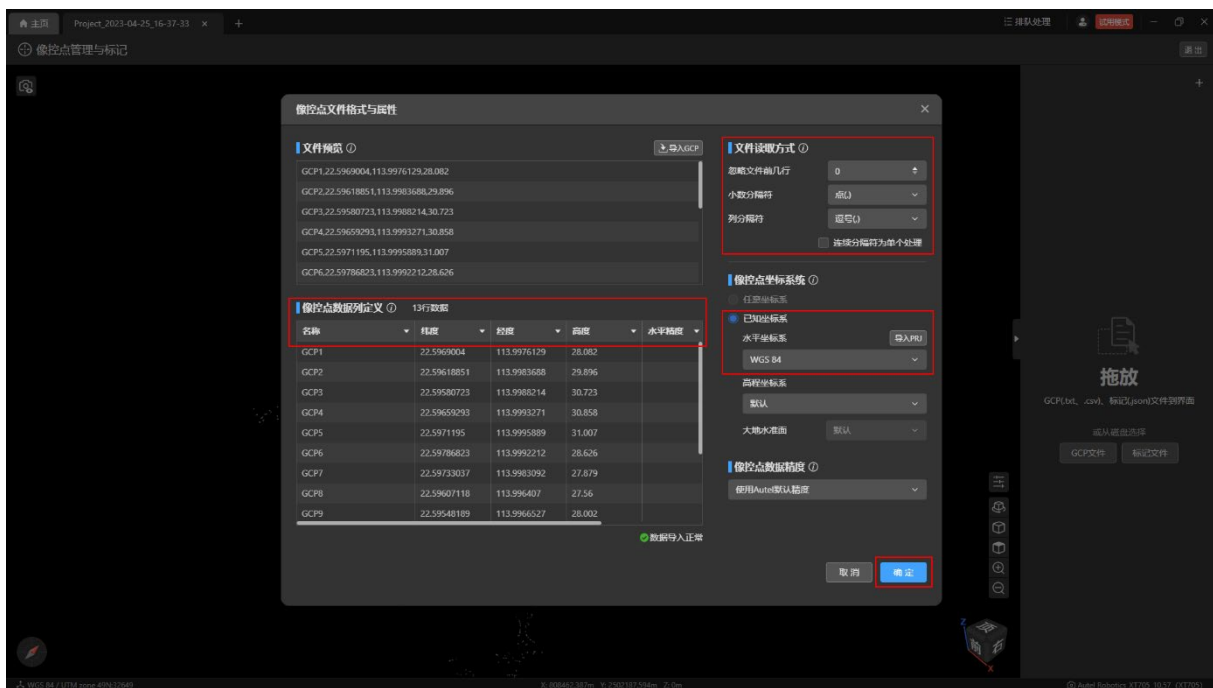 主页 Project_2023-04-25_16-37-33 × + 排队处理 试用模式
像控点管理与标记 退出
像控点文件格式与属性
文件预览 导入GCP
GCP1,22.5969004,113.9976129,28.082
GCP2,22.59618851,113.9983688,29.896
GCP3,22.59580723,113.9988214,30.723
GCP4,22.59659293,113.9993271,30.858
GCP5,22.5971195,113.9995889,31.007
GCP6,22.59786823,113.9992212,28.626
像控点数据列定义 13行数据
名称 纬度 经度 高度 水平精度
GCP1 22.5969004 113.9976129 28.082
GCP2 22.59618851 113.9983688 29.896
GCP3 22.59580723 113.9988214 30.723
GCP4 22.59659293 113.9993271 30.858
GCP5 22.5971195 113.9995889 31.007
GCP6 22.59786823 113.9992212 28.626
GCP7 22.59733037 113.9983092 27.879
GCP8 22.59607118 113.996407 27.56
GCP9 22.59548189 113.9966527 28.002
数据导入正常
文件读取方式
忽略文件前几行 0
小数分隔符 点(.)
列分隔符 逗号(,)
连续分隔符为单个处理
像控点坐标系统
任意坐标系
已知坐标系
水平坐标系 导入PRJ
WGS 84
高程坐标系
默认
大地水准面 默认
像控点数据精度
使用Autel默认精度
取消 确定
拖放
GCP(.txt、.csv)、标记(.json)文件到界面
或从磁盘选择
GCP文件 标记文件
Z
前 右
X
WGS 84 / UTM zone 49N:32649 X: 808462.387m Y: 2502197.594m Z: 0m Autel Robotics XT705 10.57 (XT705)